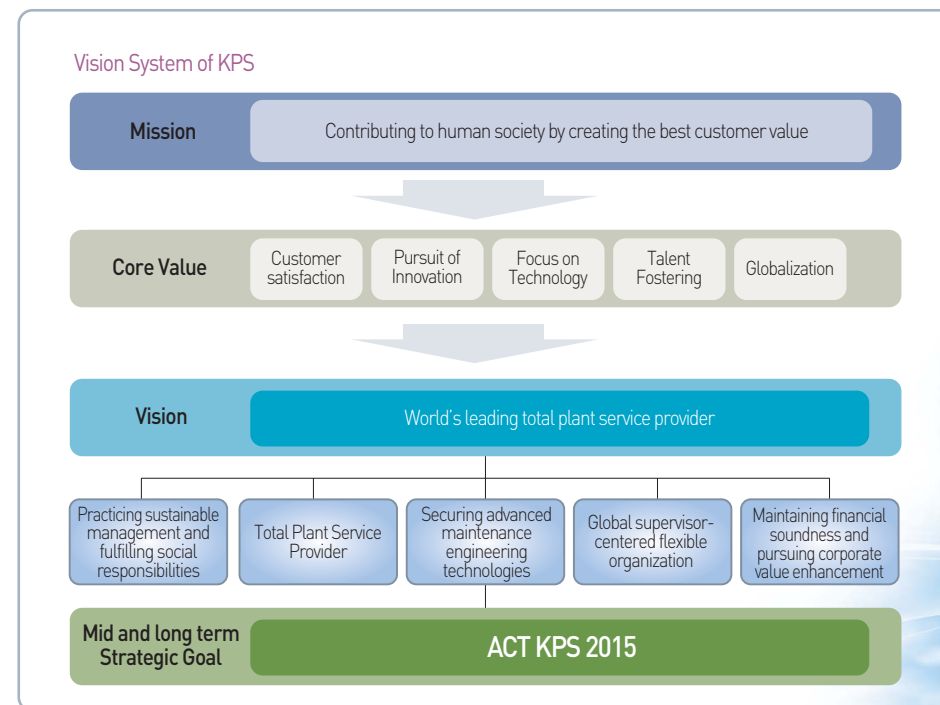 Vision System of KPS
Mission
Contributing to human society by creating the best customer value
Core Value
Customer
satisfaction
Pursuit of
Innovation
Focus on
Technology
Talent
Fostering
Globalization
Vision
World's leading total plant service provider
Practicing sustainable
management and
fulfilling social
responsibilities
Total Plant Service
Provider
Securing advanced
maintenance
engineering
technologies
Global supervisor-
centered flexible
organization
Maintaining financial
soundness and
pursuing corporate
value enhancement
Mid and long term
Strategic Goal
ACT KPS 2015